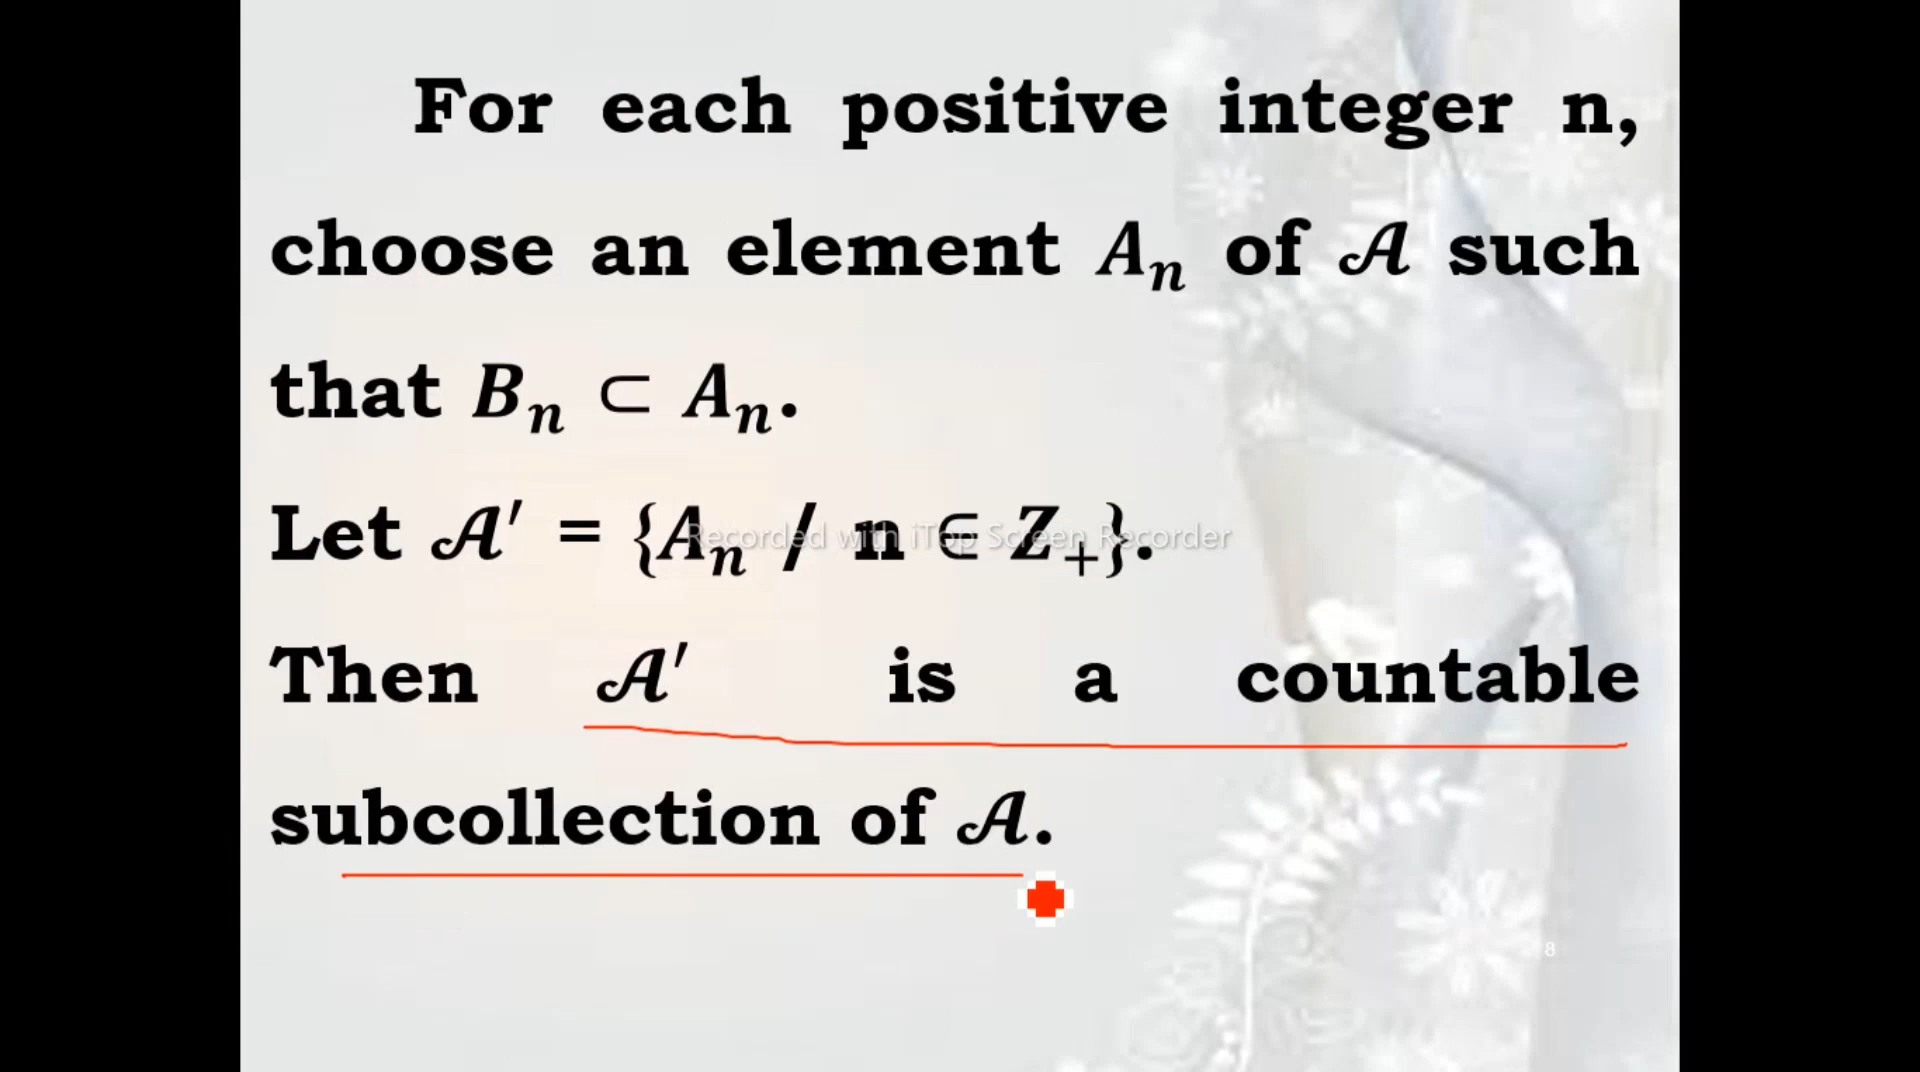 For each positive integer n,
choose an element Aₙ of 𝒜 such
that Bₙ ⊂ Aₙ.
Let 𝒜′ = {Aₙ / n ∈ Z₊}.
Recorded with iTop Screen Recorder
Then 𝒜′ is a countable
subcollection of 𝒜.
8